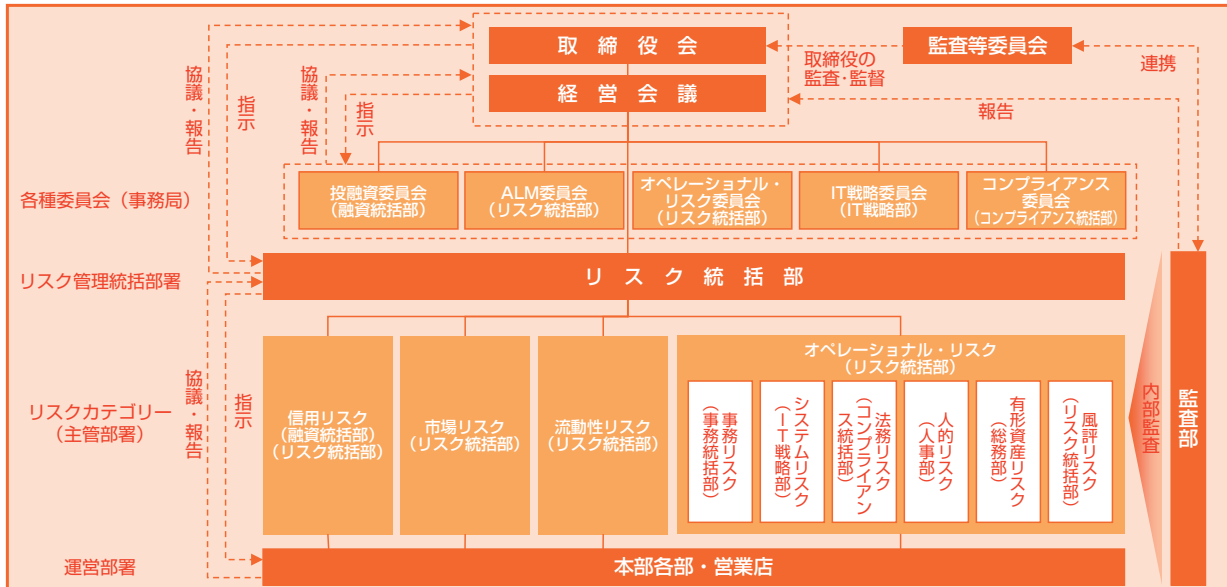 取締役会
監査等委員会
取締役の
監査・監督
連携
経営会議
報告
協議・報告
指示
協議・報告
指示
各種委員会（事務局）
投融資委員会
（融資統括部）
ALM委員会
（リスク統括部）
オペレーショナル・
リスク委員会
（リスク統括部）
IT戦略委員会
（IT戦略部）
コンプライアンス
委員会
（コンプライアンス統括部）
リスク管理統括部署
リスク統括部
リスクカテゴリー
（主管部署）
協議・報告
指示
信用リスク
（融資統括部）
（リスク統括部）
市場リスク
（リスク統括部）
流動性リスク
（リスク統括部）
オペレーショナル・リスク
（リスク統括部）
事務リスク
（事務統括部）
システムリスク
（IT戦略部）
法務リスク
（コンプライアン
ス統括部）
人的リスク
（人事部）
有形資産リスク
（総務部）
風評リスク
（リスク統括部）
内部監査
監査部
運営部署
本部各部・営業店